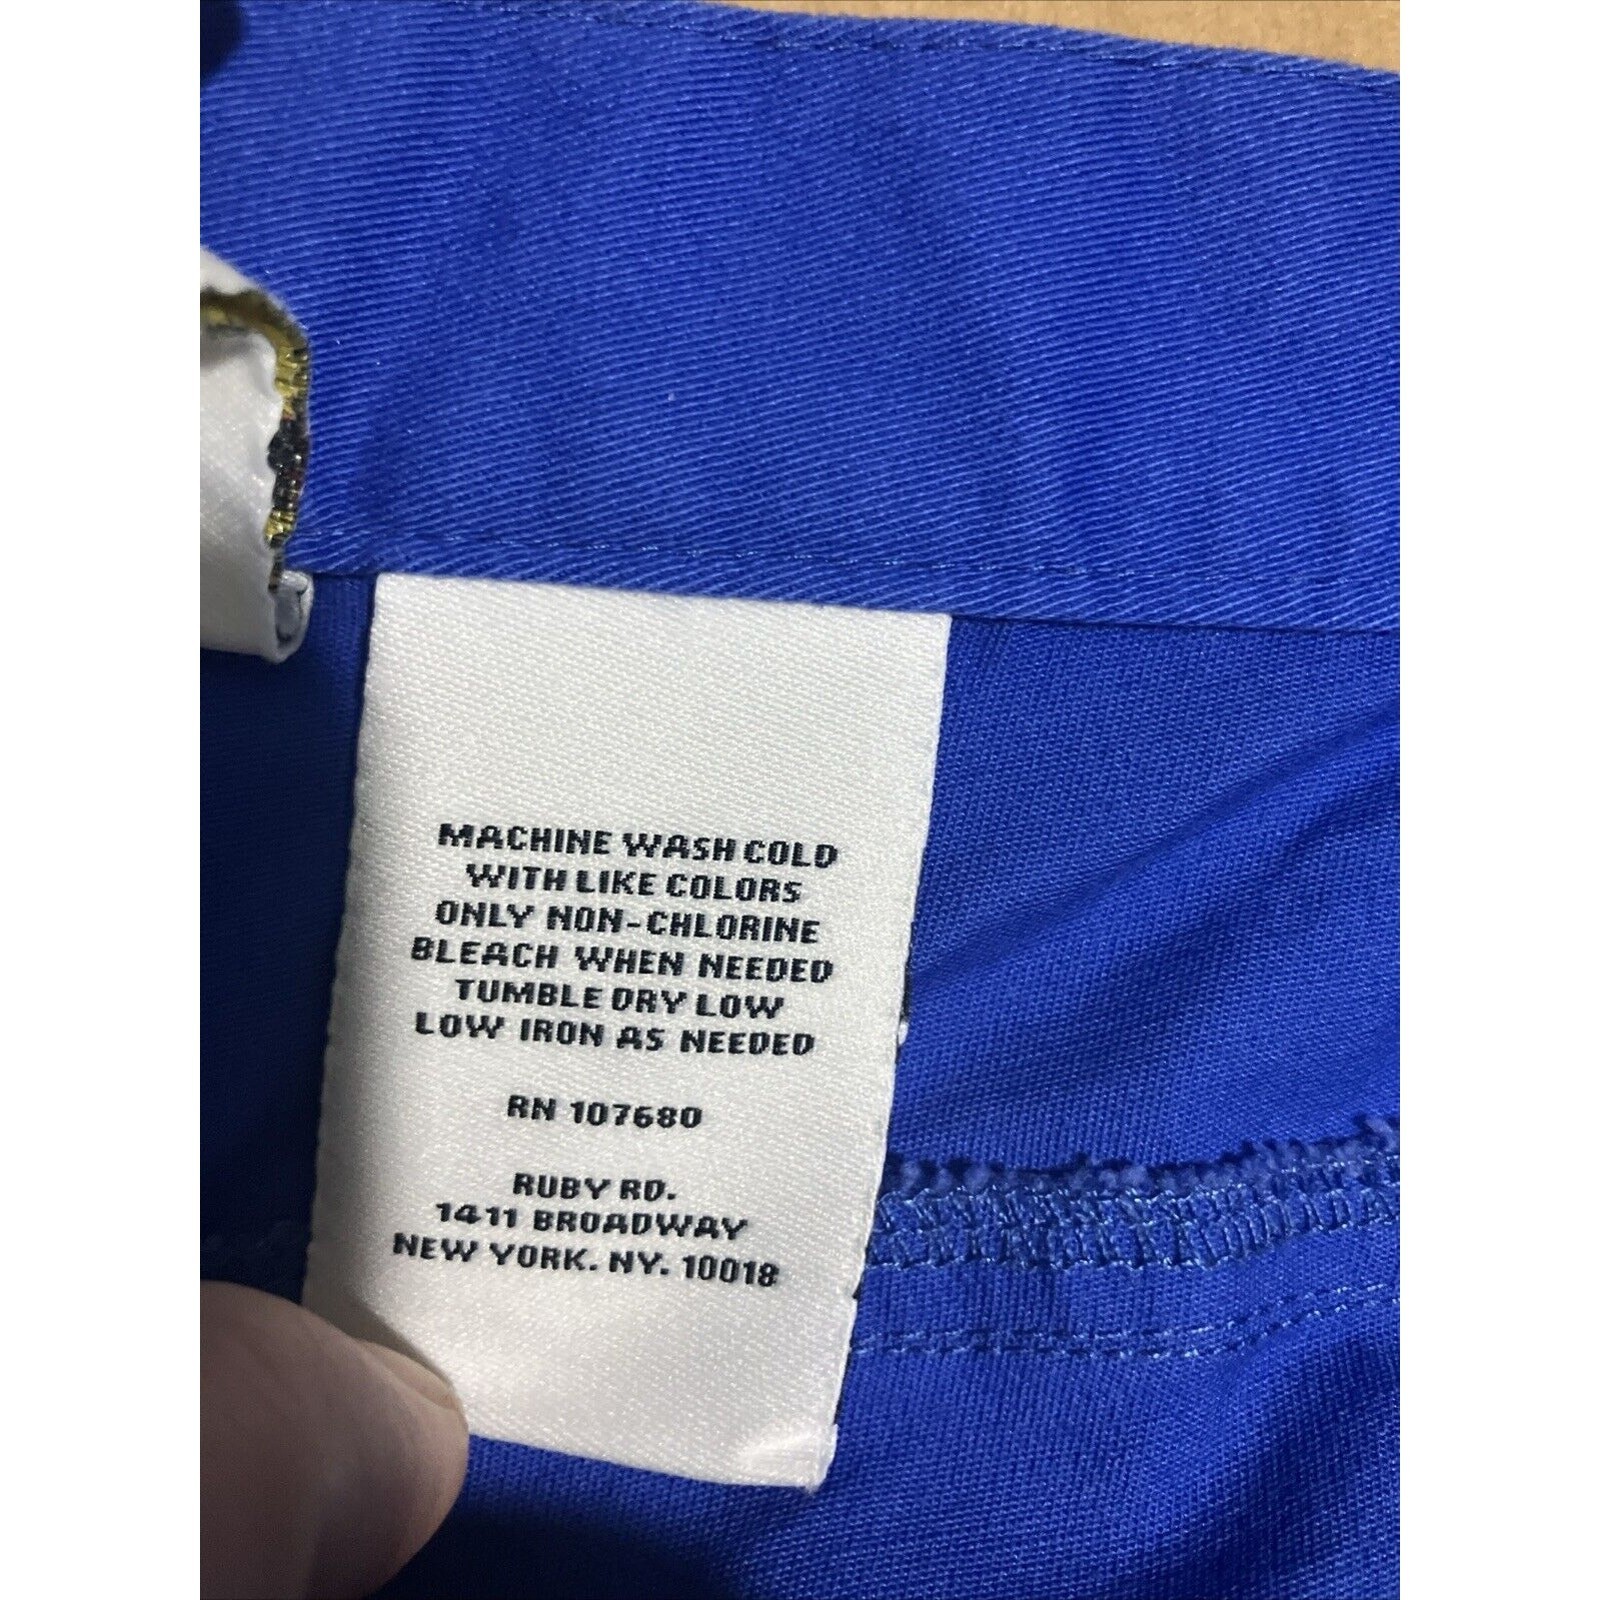 MACHINE WASH COLD
WITH LIKE COLORS
ONLY NON-CHLORINE
BLEACH WHEN NEEDED
TUMBLE DRY LOW
LOW IRON AS NEEDED
RN 107680
RUBY RD.
1411 BROADWAY
NEW YORK. NY. 10018